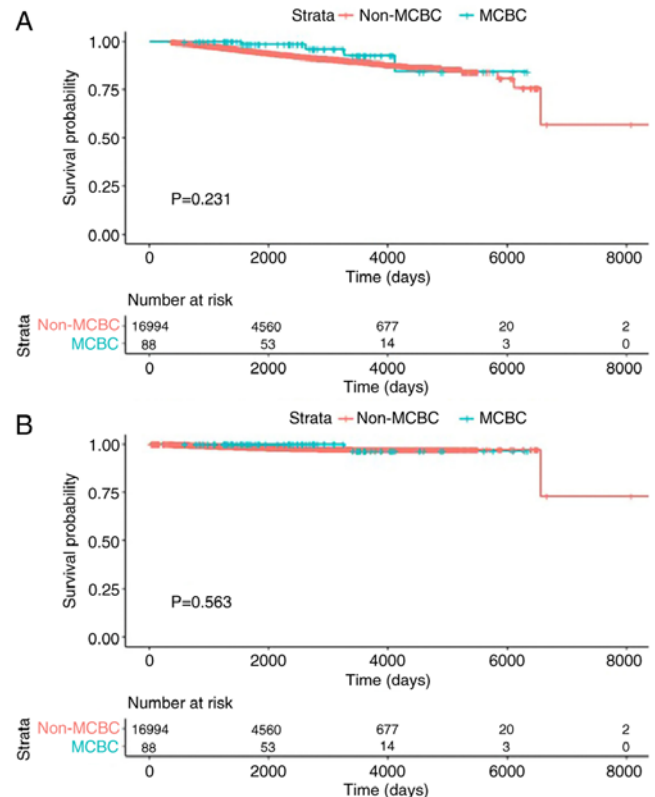 A
Strata Non-MCBC MCBC
1.00
0.75
0.50
0.25
0.00
Survival probability
P=0.231
0 2000 4000 6000 8000
Time (days)
Number at risk
Strata
Non-MCBC 16994 4560 677 20 2
MCBC 88 53 14 3 0
0 2000 4000 6000 8000
Time (days)
B
Strata Non-MCBC MCBC
1.00
0.75
0.50
0.25
0.00
Survival probability
P=0.563
0 2000 4000 6000 8000
Time (days)
Number at risk
Strata
Non-MCBC 16994 4560 677 20 2
MCBC 88 53 14 3 0
0 2000 4000 6000 8000
Time (days)